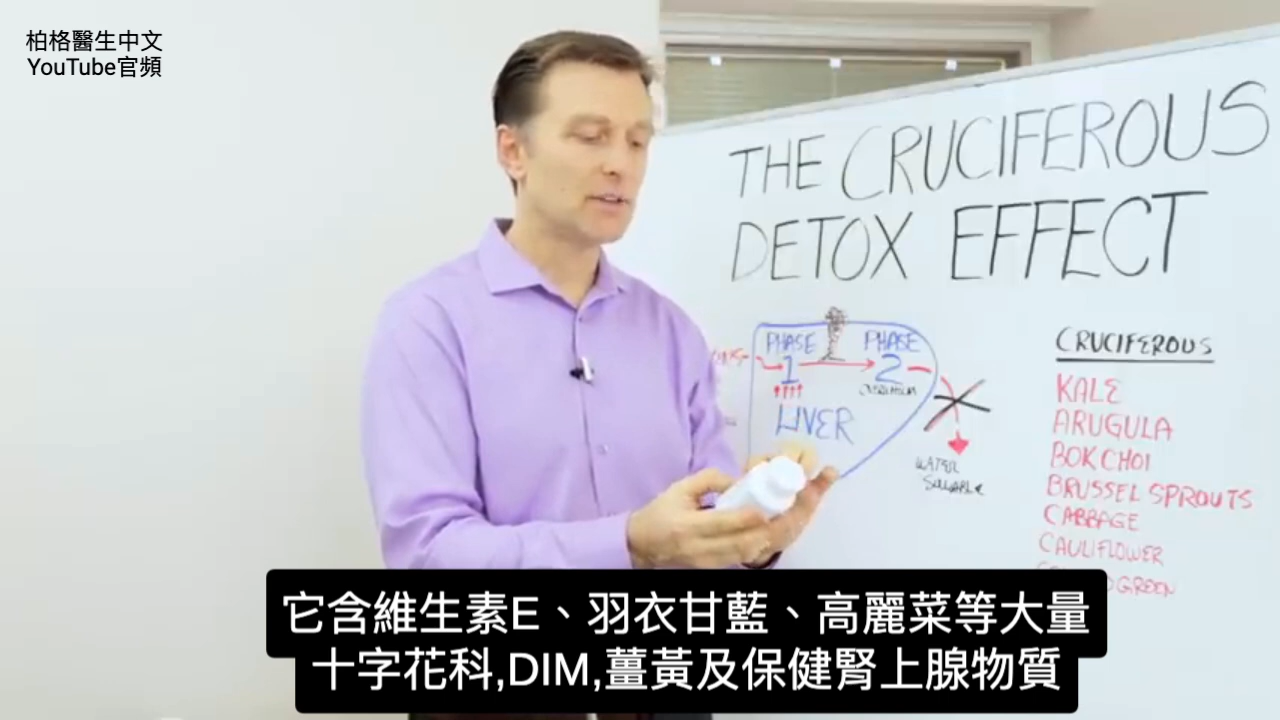 柏格醫生中文
YouTube官頻
THE CRUCIFEROUS
DETOX EFFECT
PHASE
1
PHASE
2
LIVER
WATER
SOLUABLE
CRUCIFEROUS
KALE
ARUGULA
BOK CHOI
BRUSSEL SPROUTS
CABBAGE
CAULIFLOWER
GREEN
它含維生素E、羽衣甘藍、高麗菜等大量
十字花科,DIM,薑黃及保健腎上腺物質